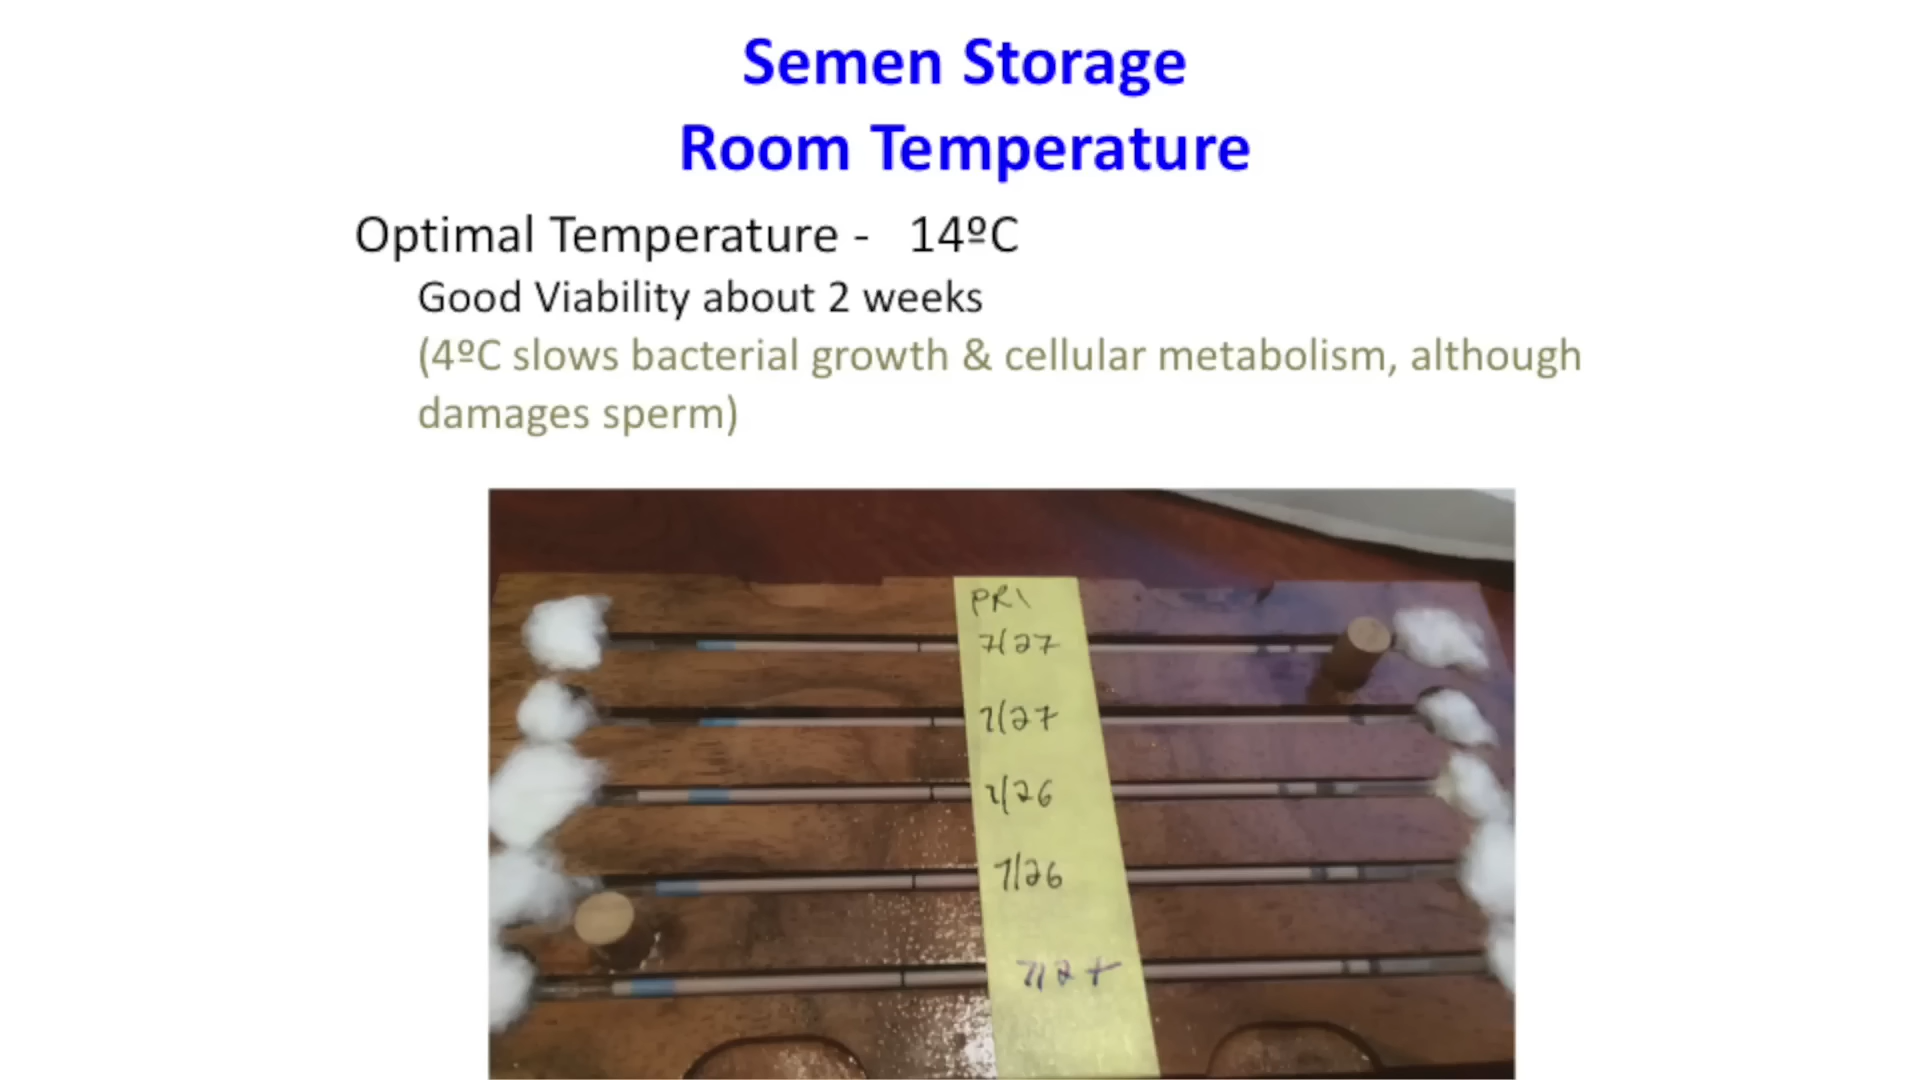 Semen Storage
Room Temperature
Optimal Temperature - 14ºC
Good Viability about 2 weeks
(4ºC slows bacterial growth & cellular metabolism, although
damages sperm)
PR1
7/27
7/27
7/26
7/26
7/27